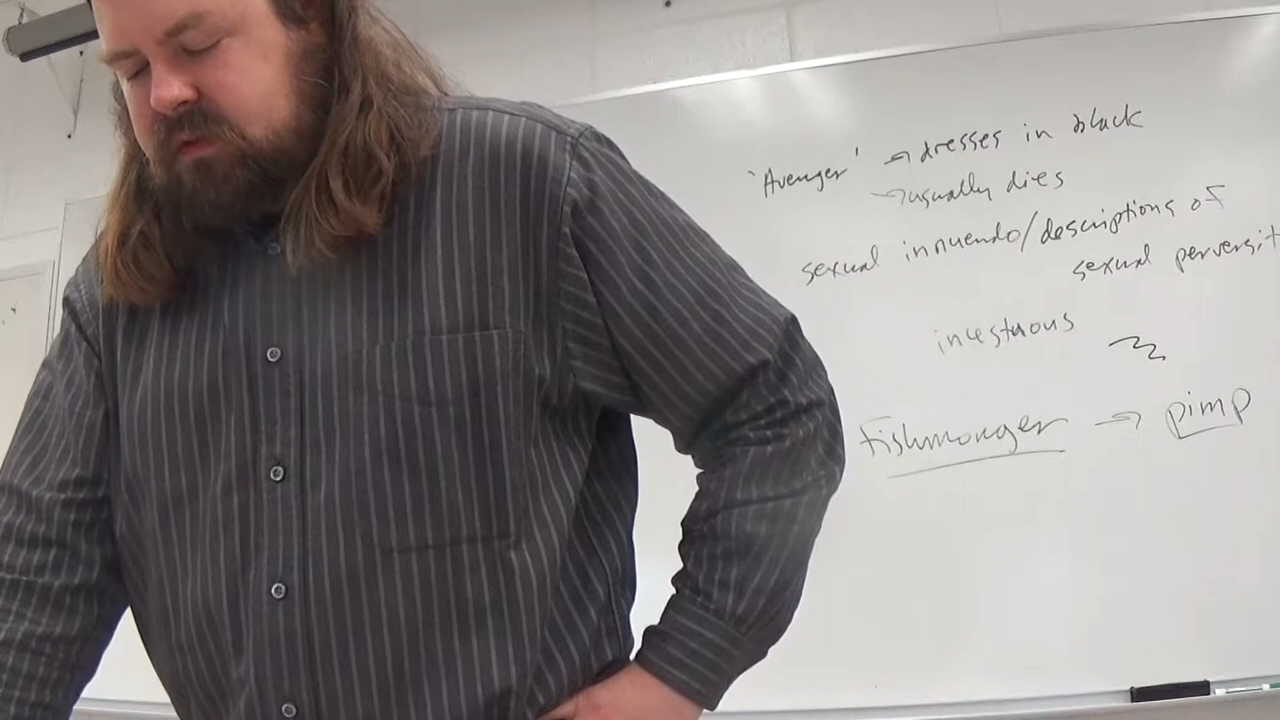 'Avenger' → dresses in black
→ usually dies
sexual innuendo/descriptions of
sexual perversit
incestuous
fishmonger → pimp